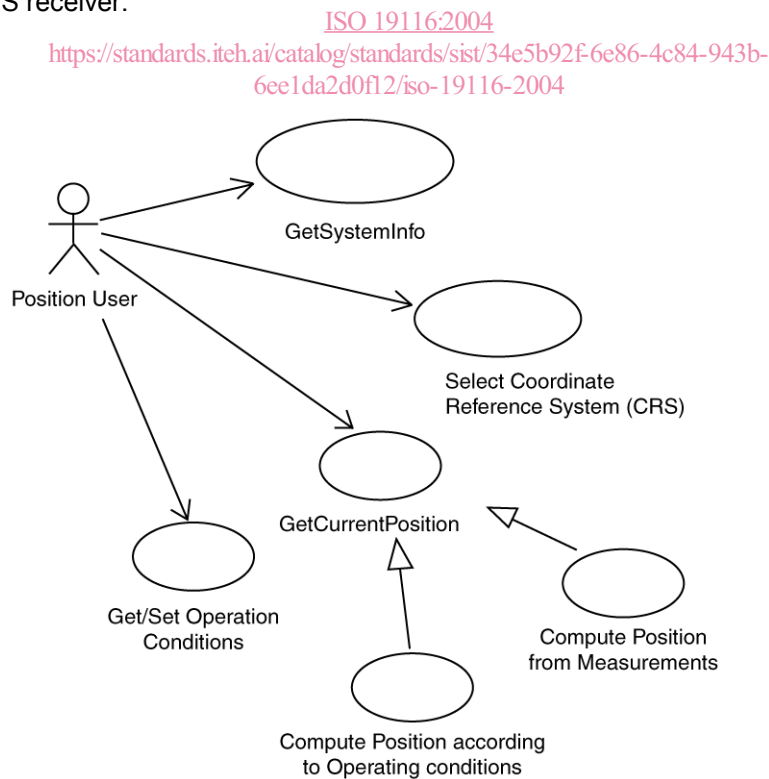 S receiver.
ISO 19116:2004
https://standards.iteh.ai/catalog/standards/sist/34e5b92f-6e86-4c84-943b-
6ee1da2d0f12/iso-19116-2004
GetSystemInfo
Position User
Select Coordinate
Reference System (CRS)
GetCurrentPosition
Get/Set Operation
Conditions
Compute Position
from Measurements
Compute Position according
to Operating conditions